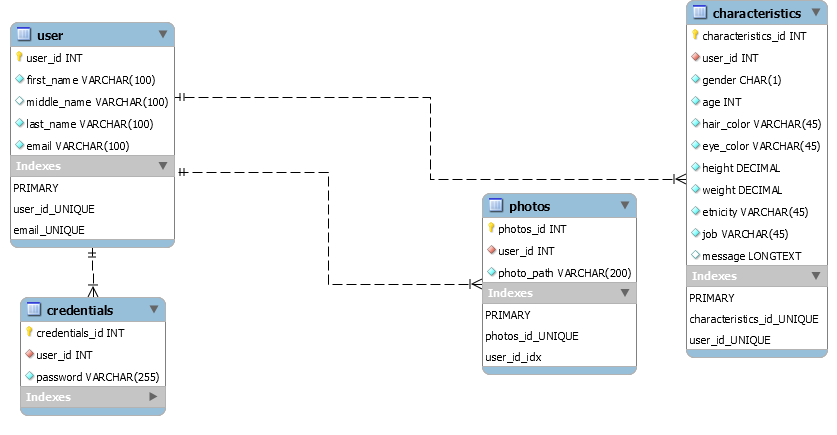 user
user_id INT
first_name VARCHAR(100)
middle_name VARCHAR(100)
last_name VARCHAR(100)
email VARCHAR(100)
Indexes
PRIMARY
user_id_UNIQUE
email_UNIQUE
credentials
credentials_id INT
user_id INT
password VARCHAR(255)
Indexes
photos
photos_id INT
user_id INT
photo_path VARCHAR(200)
Indexes
PRIMARY
photos_id_UNIQUE
user_id_idx
characteristics
characteristics_id INT
user_id INT
gender CHAR(1)
age INT
hair_color VARCHAR(45)
eye_color VARCHAR(45)
height DECIMAL
weight DECIMAL
etnicity VARCHAR(45)
job VARCHAR(45)
message LONGTEXT
Indexes
PRIMARY
characteristics_id_UNIQUE
user_id_UNIQUE